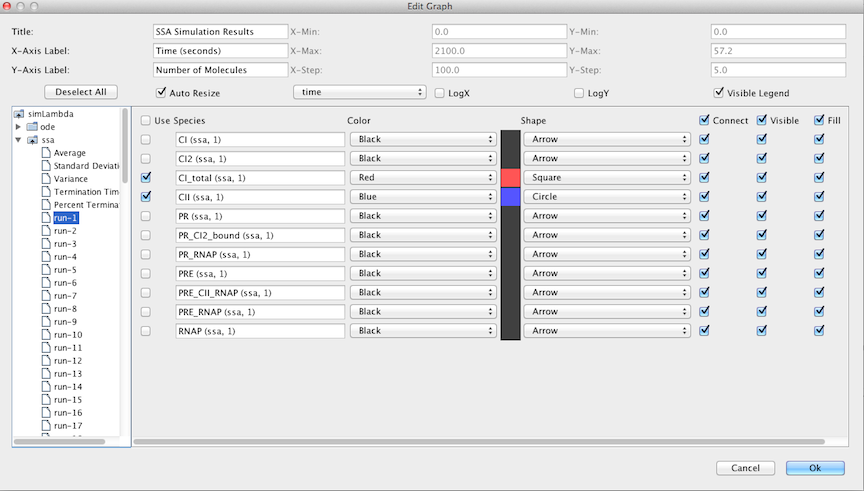 Edit Graph
Title: SSA Simulation Results X-Min: 0.0 Y-Min: 0.0
X-Axis Label: Time (seconds) X-Max: 2100.0 Y-Max: 57.2
Y-Axis Label: Number of Molecules X-Step: 100.0 Y-Step: 5.0
Deselect All Auto Resize time LogX LogY Visible Legend
simLambda Use Species Color Shape Connect Visible Fill
ode
ssa CI (ssa, 1) Black Arrow
Average CI2 (ssa, 1) Black Arrow
Standard Deviati
Variance CI_total (ssa, 1) Red Square
Termination Time CII (ssa, 1) Blue Circle
Percent Termina
run-1 PR (ssa, 1) Black Arrow
run-2 PR_CI2_bound (ssa, 1) Black Arrow
run-3
run-4 PR_RNAP (ssa, 1) Black Arrow
run-5 PRE (ssa, 1) Black Arrow
run-6
run-7 PRE_CII_RNAP (ssa, 1) Black Arrow
run-8 PRE_RNAP (ssa, 1) Black Arrow
run-9
run-10 RNAP (ssa, 1) Black Arrow
run-11
run-12
run-13
run-14
run-15
run-16
run-17
Cancel Ok